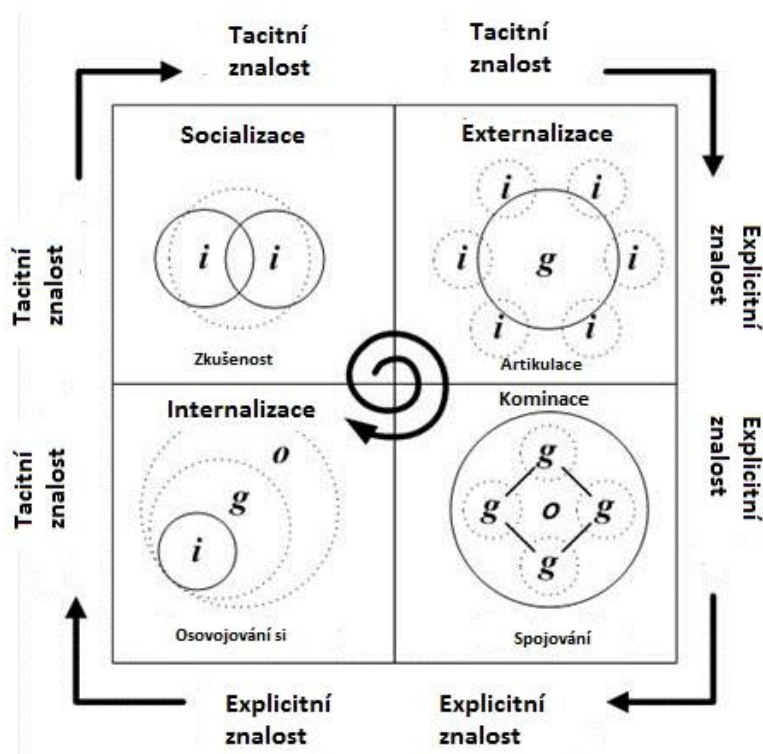 Tacitní
znalost
Tacitní
znalost
Socializace
i
i
Zkušenost
Externalizace
i
i
i
g
i
i
i
Artikulace
Tacitní
znalost
Explicitní
znalost
Internalizace
o
g
i
Osovojování si
Kominace
g
g
o
g
g
Spojování
Tacitní
znalost
Explicitní
znalost
Explicitní
znalost
Explicitní
znalost